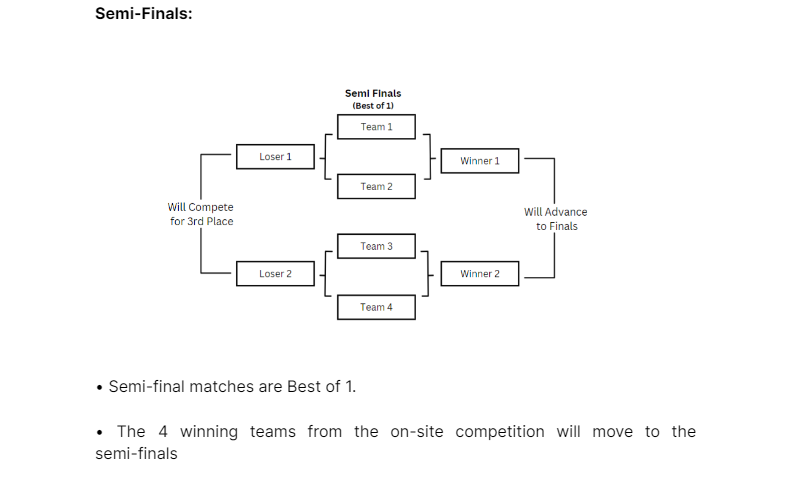 Semi-Finals:
Semi Finals
(Best of 1)
Team 1
Loser 1
Winner 1
Team 2
Will Compete
for 3rd Place
Will Advance
to Finals
Team 3
Loser 2
Winner 2
Team 4
• Semi-final matches are Best of 1.
• The 4 winning teams from the on-site competition will move to the
semi-finals